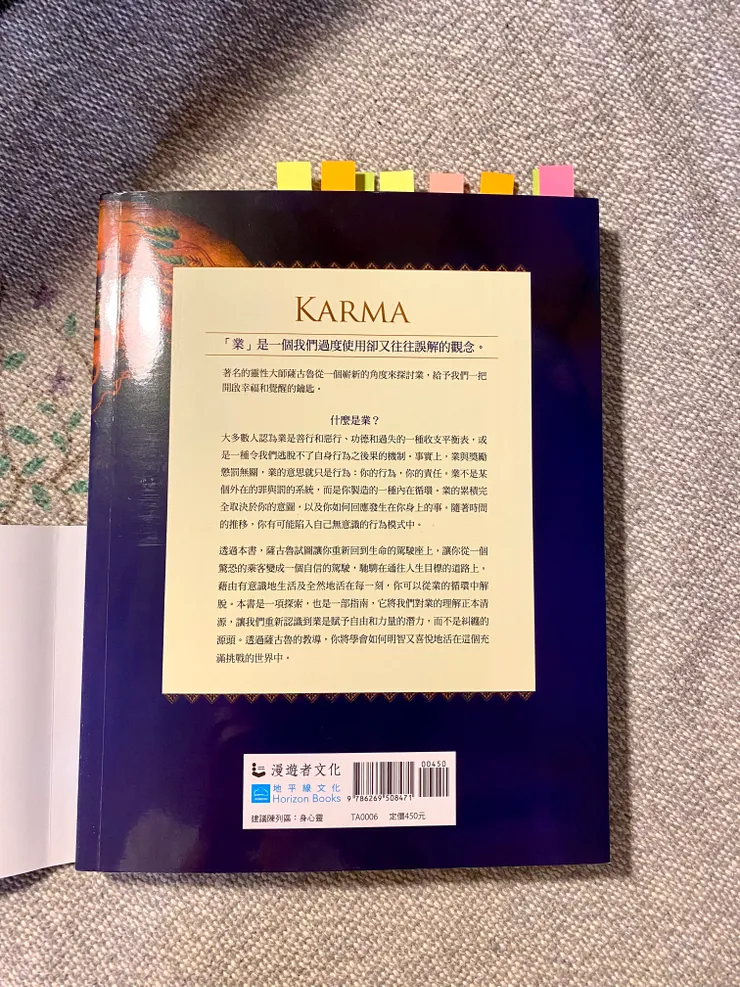 KARMA
「業」是一個我們過度使用卻又往往誤解的觀念。
著名的靈性大師薩古魯從一個嶄新的角度來探討業，給予我們一把
開啟幸福和覺醒的鑰匙。
什麼是業？
大多數人認為業是善行和惡行、功德和過失的一種收支平衡表，或
是一種令我們逃脫不了自身行為之後果的機制。事實上，業與獎勵
懲罰無關，業的意思就只是行為：你的行為，你的責任。業不是某
個外在的罪與罰的系統，而是你製造的一種內在循環。業的累積完
全取決於你的意圖，以及你如何回應發生在你身上的事。隨著時間
的推移，你有可能陷入自己無意識的行為模式中。
透過本書，薩古魯試圖讓你重新回到生命的駕駛座上，讓你從一個
驚恐的乘客變成一個自信的駕駛，馳騁在通往人生目標的道路上。
藉由有意識地生活及全然地活在每一刻，你可以從業的循環中解
脫。本書是一項探索，也是一部指南，它將我們對業的理解正本清
源，讓我們重新認識到業是賦予自由和力量的潛力，而不是糾纏的
源頭。透過薩古魯的教導，你將學會如何明智又喜悅地活在這個充
滿挑戰的世界中。
漫遊者文化
00450
地平線文化
Horizon Books
9 786269 508471
建議陳列區：身心靈 TA0006 定價450元